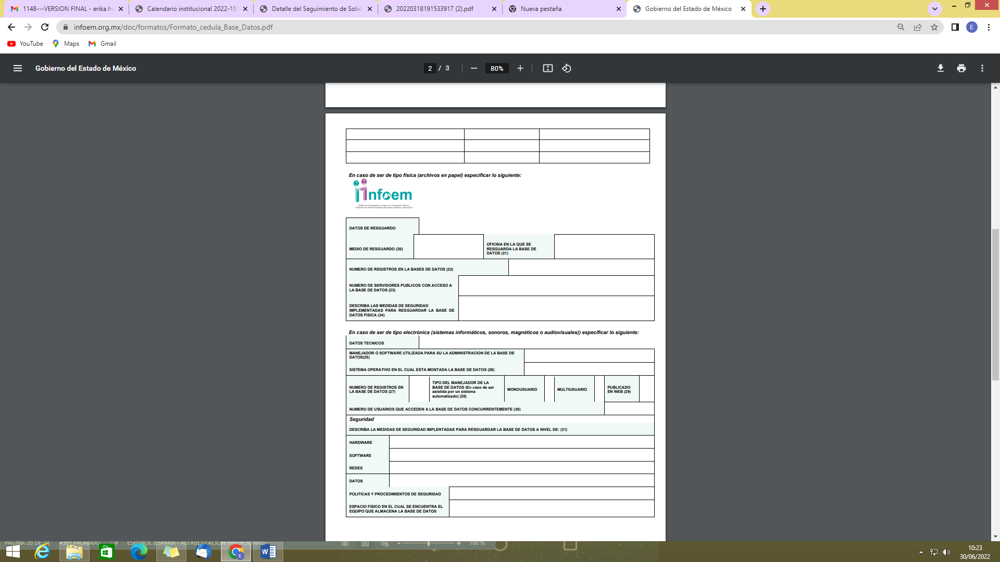 1148---VERSION FINAL - erika.fri
Calendario institucional 2022-15
Detalle del Seguimiento de Solici
20220318191533917 (2).pdf
Nueva pestaña
Gobierno del Estado de México
infoem.org.mx/doc/formatos/Formato_cedula_Base_Datos.pdf
E
YouTube
Maps
Gmail
Gobierno del Estado de México
2 / 3
80%
En caso de ser de tipo física (archivos en papel) especificar lo siguiente:
infoem
Instituto de Transparencia, Acceso a la Información Pública y
Protección de Datos Personales del Estado de México y Municipios
DATOS DE RESGUARDO
MEDIO DE RESGUARDO (20)
OFICINA EN LA QUE SE
RESGUARDA LA BASE DE
DATOS (21)
NUMERO DE REGISTROS EN LA BASES DE DATOS (22)
NUMERO DE SERVIDORES PUBLICOS CON ACCESO A
LA BASE DE DATOS (23)
DESCRIBA LAS MEDIDAS DE SEGURIDAD
IMPLEMENTADAS PARA RESGUARDAR LA BASE DE
DATOS FISICA (24)
En caso de ser de tipo electrónica (sistemas informáticos, sonoros, magnéticos o audiovisuales)) especificar lo siguiente:
DATOS TECNICOS
MANEJADOR O SOFTWARE UTILIZADA PARA SU LA ADMINISTRACION DE LA BASE DE
DATOS(25)
SISTEMA OPERATIVO EN EL CUAL ESTA MONTADA LA BASE DE DATOS (26)
NUMERO DE REGISTROS EN
LA BASE DE DATOS (27)
TIPO DEL MANEJADOR DE LA
BASE DE DATOS (En caso de ser
asistida por un sistema
automatizado) (28)
MONOUSUARIO
MULTIUSUARIO
PUBLICADO
EN WEB (29)
NUMERO DE USUARIOS QUE ACCEDEN A LA BASE DE DATOS CONCURRENTEMENTE (30)
Seguridad
DESCRIBA LA MEDIDAS DE SEGURIDAD IMPLENTADAS PARA RESGUARDAR LA BASE DE DATOS A NIVEL DE: (31)
HARDWARE
SOFTWARE
REDES
DATOS
POLITICAS Y PROCEDIMIENTOS DE SEGURIDAD
ESPACIO FISICO EN EL CUAL SE ENCUENTRA EL
EQUIPO QUE ALMACENA LA BASE DE DATOS
PÁGINA 20 DE 24 4391 PALABRAS ESPAÑOL (ESPAÑA - ALFABETIZACIÓN TRADICIONAL) 100 %
E
10:23
30/06/2022